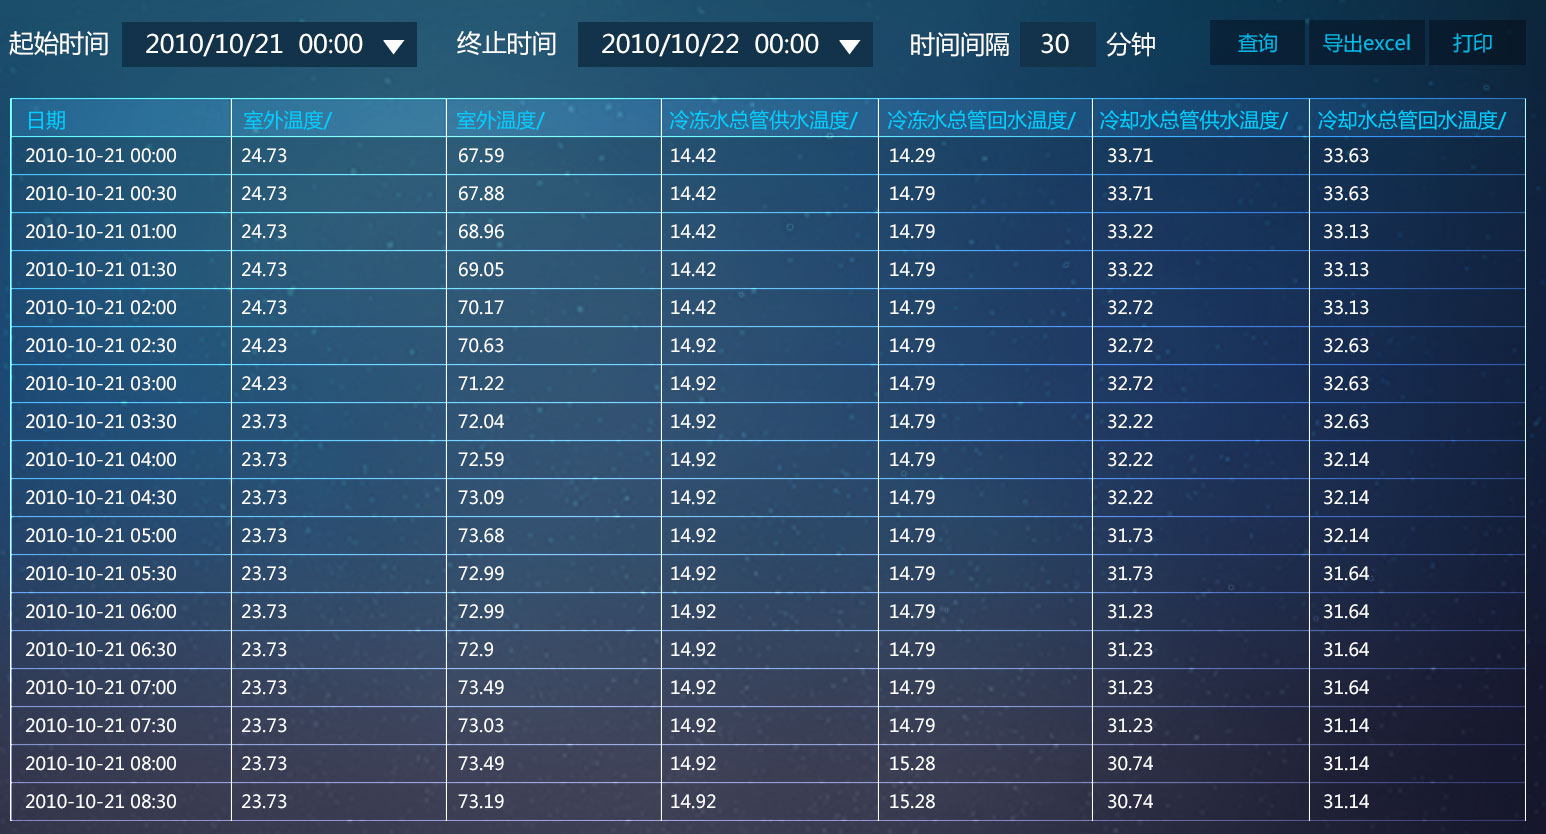 起始时间 2010/10/21 00:00 终止时间 2010/10/22 00:00 时间间隔 30 分钟 查询 导出excel 打印
日期 室外温度/ 室外温度/ 冷冻水总管供水温度/ 冷冻水总管回水温度/ 冷却水总管供水温度/ 冷却水总管回水温度/
2010-10-21 00:00 24.73 67.59 14.42 14.29 33.71 33.63
2010-10-21 00:30 24.73 67.88 14.42 14.79 33.71 33.63
2010-10-21 01:00 24.73 68.96 14.42 14.79 33.22 33.13
2010-10-21 01:30 24.73 69.05 14.42 14.79 33.22 33.13
2010-10-21 02:00 24.73 70.17 14.42 14.79 32.72 33.13
2010-10-21 02:30 24.23 70.63 14.92 14.79 32.72 32.63
2010-10-21 03:00 24.23 71.22 14.92 14.79 32.72 32.63
2010-10-21 03:30 23.73 72.04 14.92 14.79 32.22 32.63
2010-10-21 04:00 23.73 72.59 14.92 14.79 32.22 32.14
2010-10-21 04:30 23.73 73.09 14.92 14.79 32.22 32.14
2010-10-21 05:00 23.73 73.68 14.92 14.79 31.73 32.14
2010-10-21 05:30 23.73 72.99 14.92 14.79 31.73 31.64
2010-10-21 06:00 23.73 72.99 14.92 14.79 31.23 31.64
2010-10-21 06:30 23.73 72.9 14.92 14.79 31.23 31.64
2010-10-21 07:00 23.73 73.49 14.92 14.79 31.23 31.64
2010-10-21 07:30 23.73 73.03 14.92 14.79 31.23 31.14
2010-10-21 08:00 23.73 73.49 14.92 15.28 30.74 31.14
2010-10-21 08:30 23.73 73.19 14.92 15.28 30.74 31.14